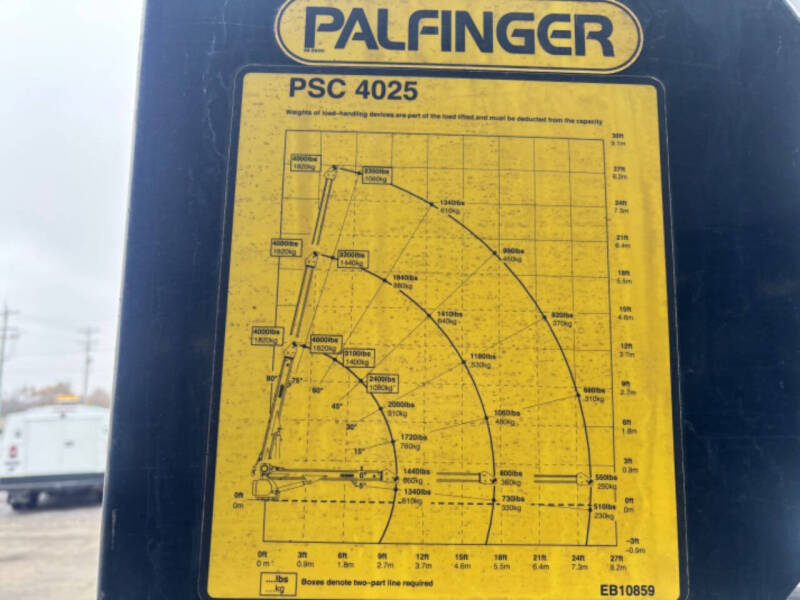 PALFINGER
PSC 4025
Weights of load-handling devices are part of the load lifted and must be deducted from the capacity
30ft
9.1m
4000lbs
1820kg
1080kg
27ft
8.2m
1340lbs
610kg
24ft
7.3m
4000lbs
1820kg
3200lbs
1440kg
990lbs
450kg
21ft
6.4m
1940lbs
880kg
18ft
5.5m
1410lbs
640kg
820lbs
370kg
15ft
4.6m
4000lbs
1820kg
4000lbs
1820kg
3100lbs
1400kg
1180lbs
530kg
12ft
3.7m
80°
75°
60°
2400lbs
1080kg
45°
2000lbs
910kg
680lbs
310kg
9ft
2.7m
30°
1060lbs
480kg
6ft
1.8m
15°
1720lbs
780kg
0°
-5°
1440lbs
650kg
800lbs
360kg
550lbs
250kg
3ft
0.9m
0ft
0m
1340lbs
610kg
730lbs
330kg
510lbs
230kg
0ft
0m
-3ft
-0.9m
0ft 3ft 6ft 9ft 12ft 15ft 18ft 21ft 24ft 27ft
0m 0.9m 1.8m 2.7m 3.7m 4.6m 5.5m 6.4m 7.3m 8.2m
....lbs
....kg
Boxes denote two-part line required
EB10859